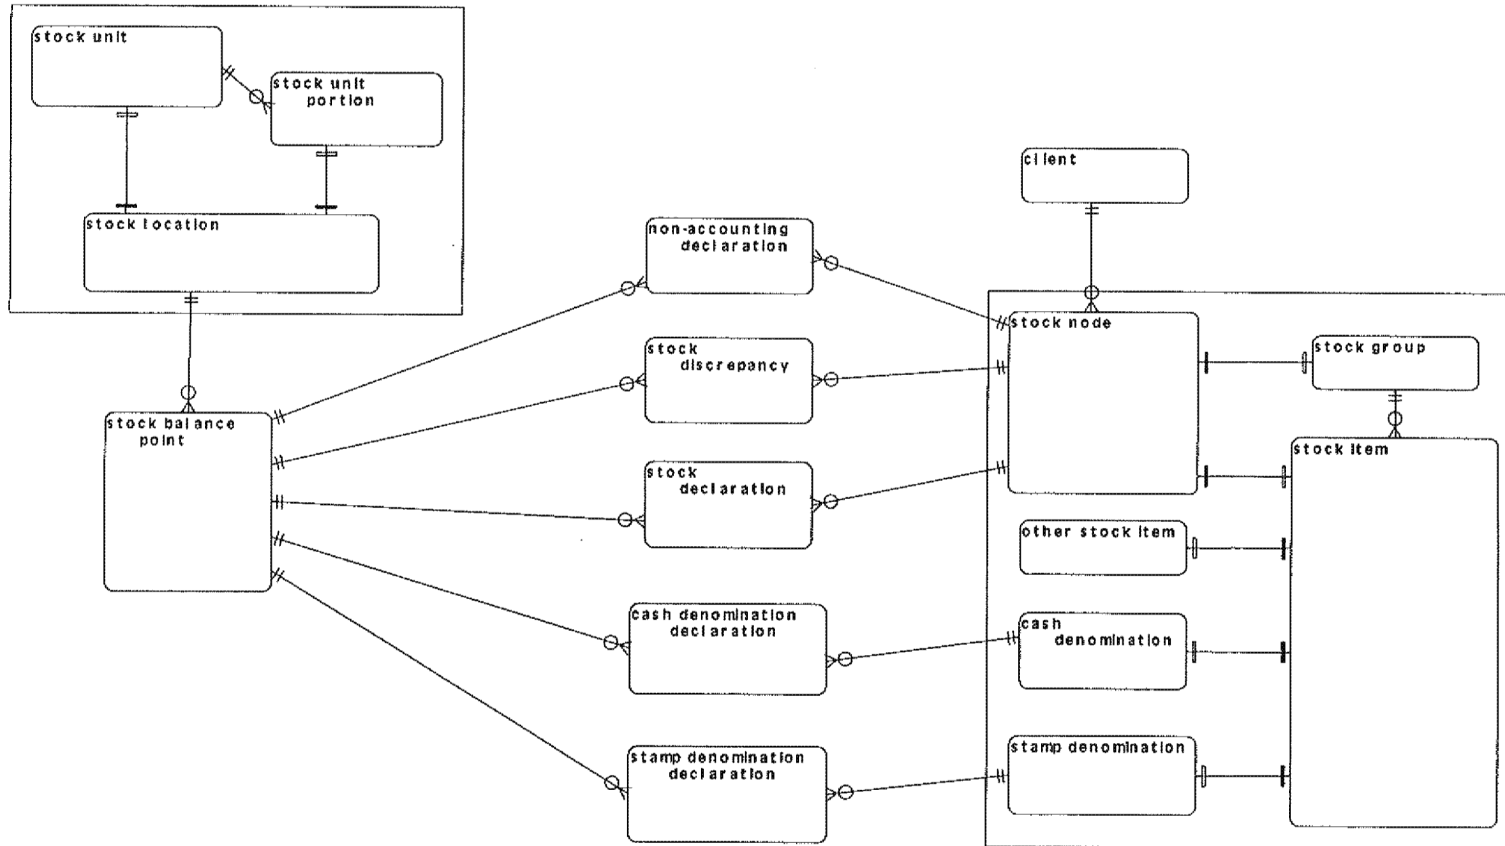 stock unit
stock unit
portion
stock location
client
non-accounting
declaration
stock node
stock
discrepancy
stock group
stock balance
point
stock item
stock
declaration
other stock item
cash denomination
declaration
cash
denomination
stamp denomination
declaration
stamp denomination